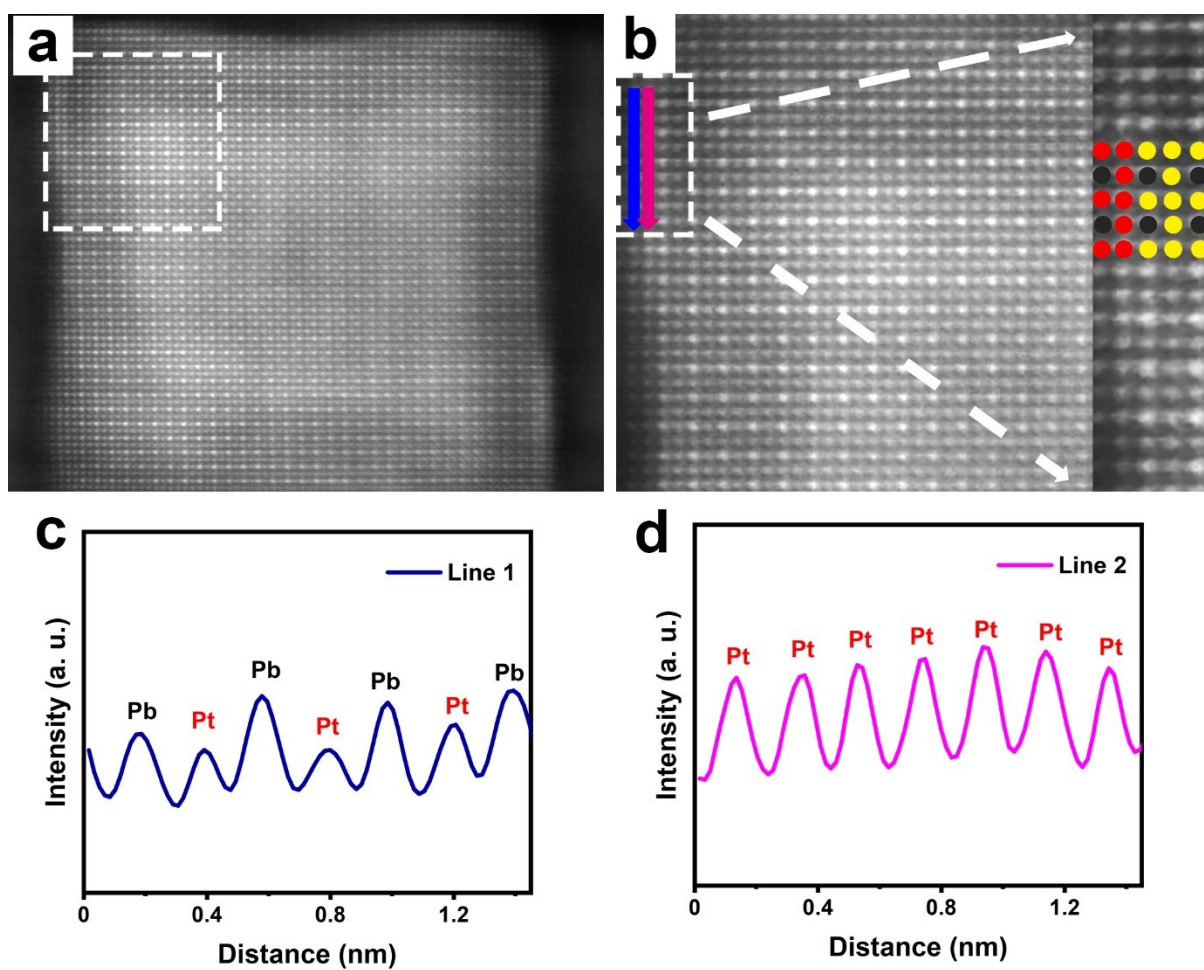 a
b
c
Line 1
Pb
Pt
Pb
Pt
Pb
Pt
Pb
Intensity (a. u.)
0
0.4
0.8
1.2
Distance (nm)
d
Line 2
Pt
Pt
Pt
Pt
Pt
Pt
Pt
Intensity (a. u.)
0
0.4
0.8
1.2
Distance (nm)